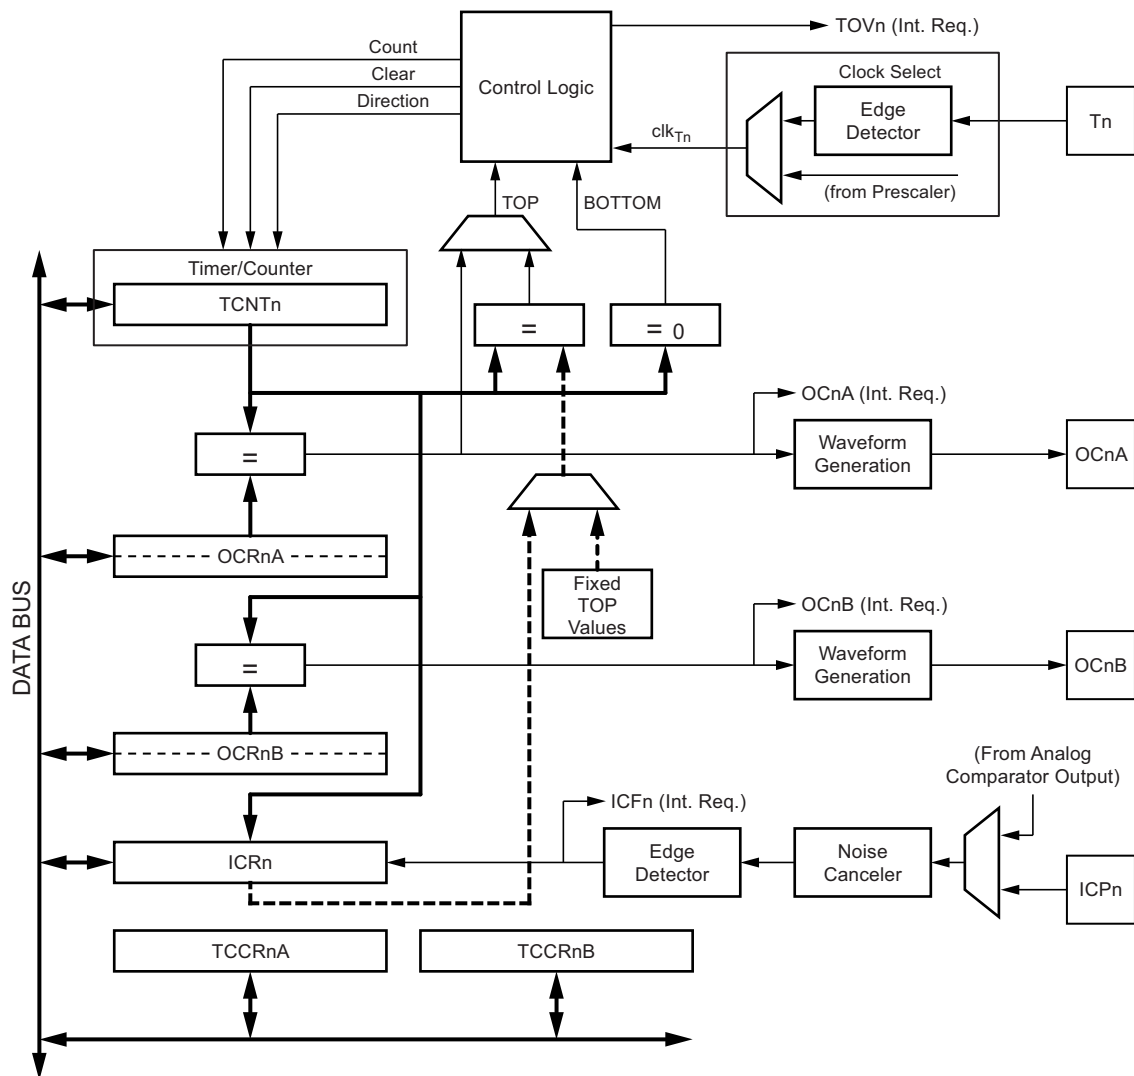 TOVn (Int. Req.)
Count
Clear
Direction
Control Logic
Clock Select
Edge
Detector
Tn
clkTn
(from Prescaler)
TOP
BOTTOM
Timer/Counter
TCNTn
=
= 0
OCnA (Int. Req.)
=
Waveform
Generation
OCnA
OCRnA
Fixed
TOP
Values
DATA BUS
OCnB (Int. Req.)
=
Waveform
Generation
OCnB
OCRnB
(From Analog
Comparator Output)
ICFn (Int. Req.)
ICRn
Edge
Detector
Noise
Canceler
ICPn
TCCRnA
TCCRnB